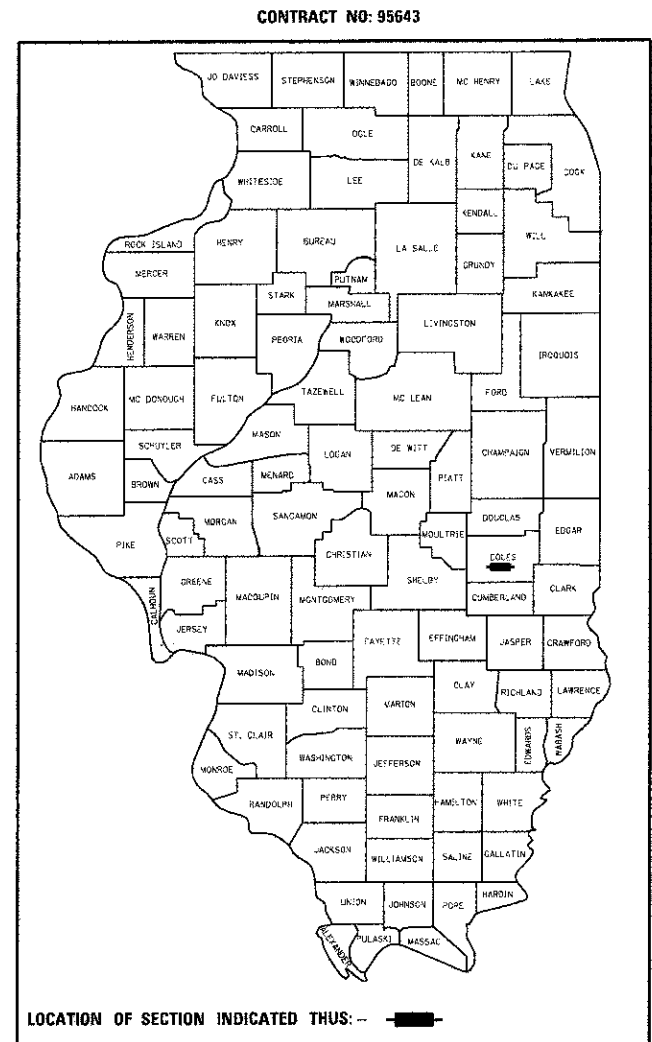 CONTRACT NO: 95643
JO DAVIESS
STEPHENSON
WINNEBAGO
BOONE
MC HENRY
LAKE
CARROLL
OGLE
DE KALB
KANE
DU PAGE
COOK
WHITESIDE
LEE
KENDALL
WILL
ROCK ISLAND
HENRY
BUREAU
LA SALLE
GRUNDY
MERCER
PUTNAM
KANKAKEE
STARK
MARSHALL
LIVINGSTON
HENDERSON
WARREN
KNOX
PEORIA
WOODFORD
IROQUOIS
HANCOCK
MC DONOUGH
FULTON
TAZEWELL
MC LEAN
FORD
MASON
SCHUYLER
LOGAN
DE WITT
CHAMPAIGN
VERMILION
ADAMS
BROWN
CASS
MENARD
PIATT
MACON
PIKE
SCOTT
MORGAN
SANGAMON
MOULTRIE
DOUGLAS
EDGAR
CHRISTIAN
COLES
CALHOUN
GREENE
MACOUPIN
MONTGOMERY
SHELBY
CUMBERLAND
CLARK
JERSEY
FAYETTE
EFFINGHAM
JASPER
CRAWFORD
MADISON
BOND
CLAY
RICHLAND
LAWRENCE
CLINTON
MARION
ST. CLAIR
WAYNE
EDWARDS
WABASH
MONROE
WASHINGTON
JEFFERSON
RANDOLPH
PERRY
HAMILTON
WHITE
FRANKLIN
JACKSON
WILLIAMSON
SALINE
GALLATIN
UNION
JOHNSON
POPE
HARDIN
ALEXANDER
PULASKI
MASSAC
LOCATION OF SECTION INDICATED THUS: –